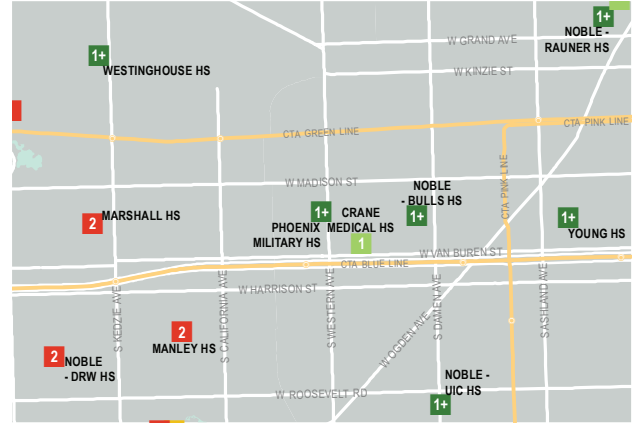 1+
NOBLE -
RAUNER HS
W GRAND AVE
1+
WESTINGHOUSE HS
W KINZIE ST
CTA GREEN LINE
CTA PINK LINE
W MADISON ST
CTA PINK LINE
NOBLE
- BULLS HS
1+
2
MARSHALL HS
1+
PHOENIX
MILITARY HS
CRANE
MEDICAL HS
1
1+
YOUNG HS
W VAN BUREN ST
CTA BLUE LINE
W HARRISON ST
S KEDZIE AVE
S CALIFORNIA AVE
S WESTERN AVE
S DAMEN AVE
S ASHLAND AVE
W OGDEN AVE
2
MANLEY HS
2
NOBLE
- DRW HS
NOBLE -
UIC HS
1+
W ROOSEVELT RD